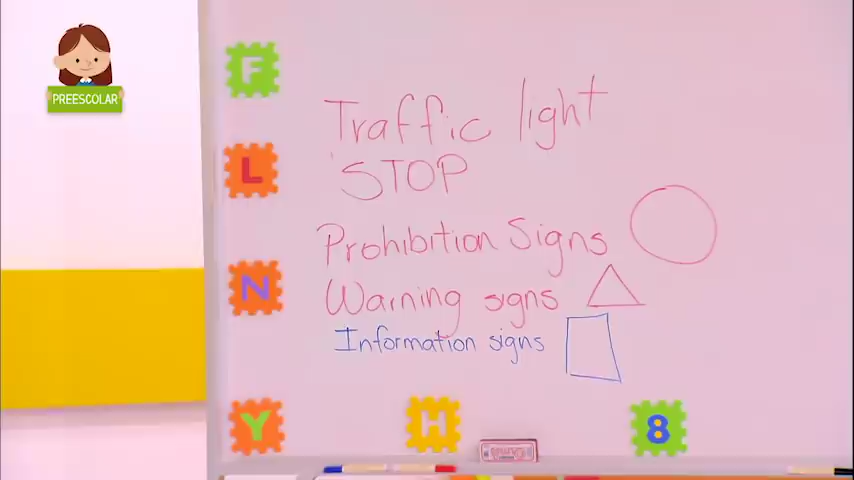 PREESCOLAR
F
Traffic light
L
STOP
Prohibition Signs
N
Warning signs
Information signs
Y
H
8